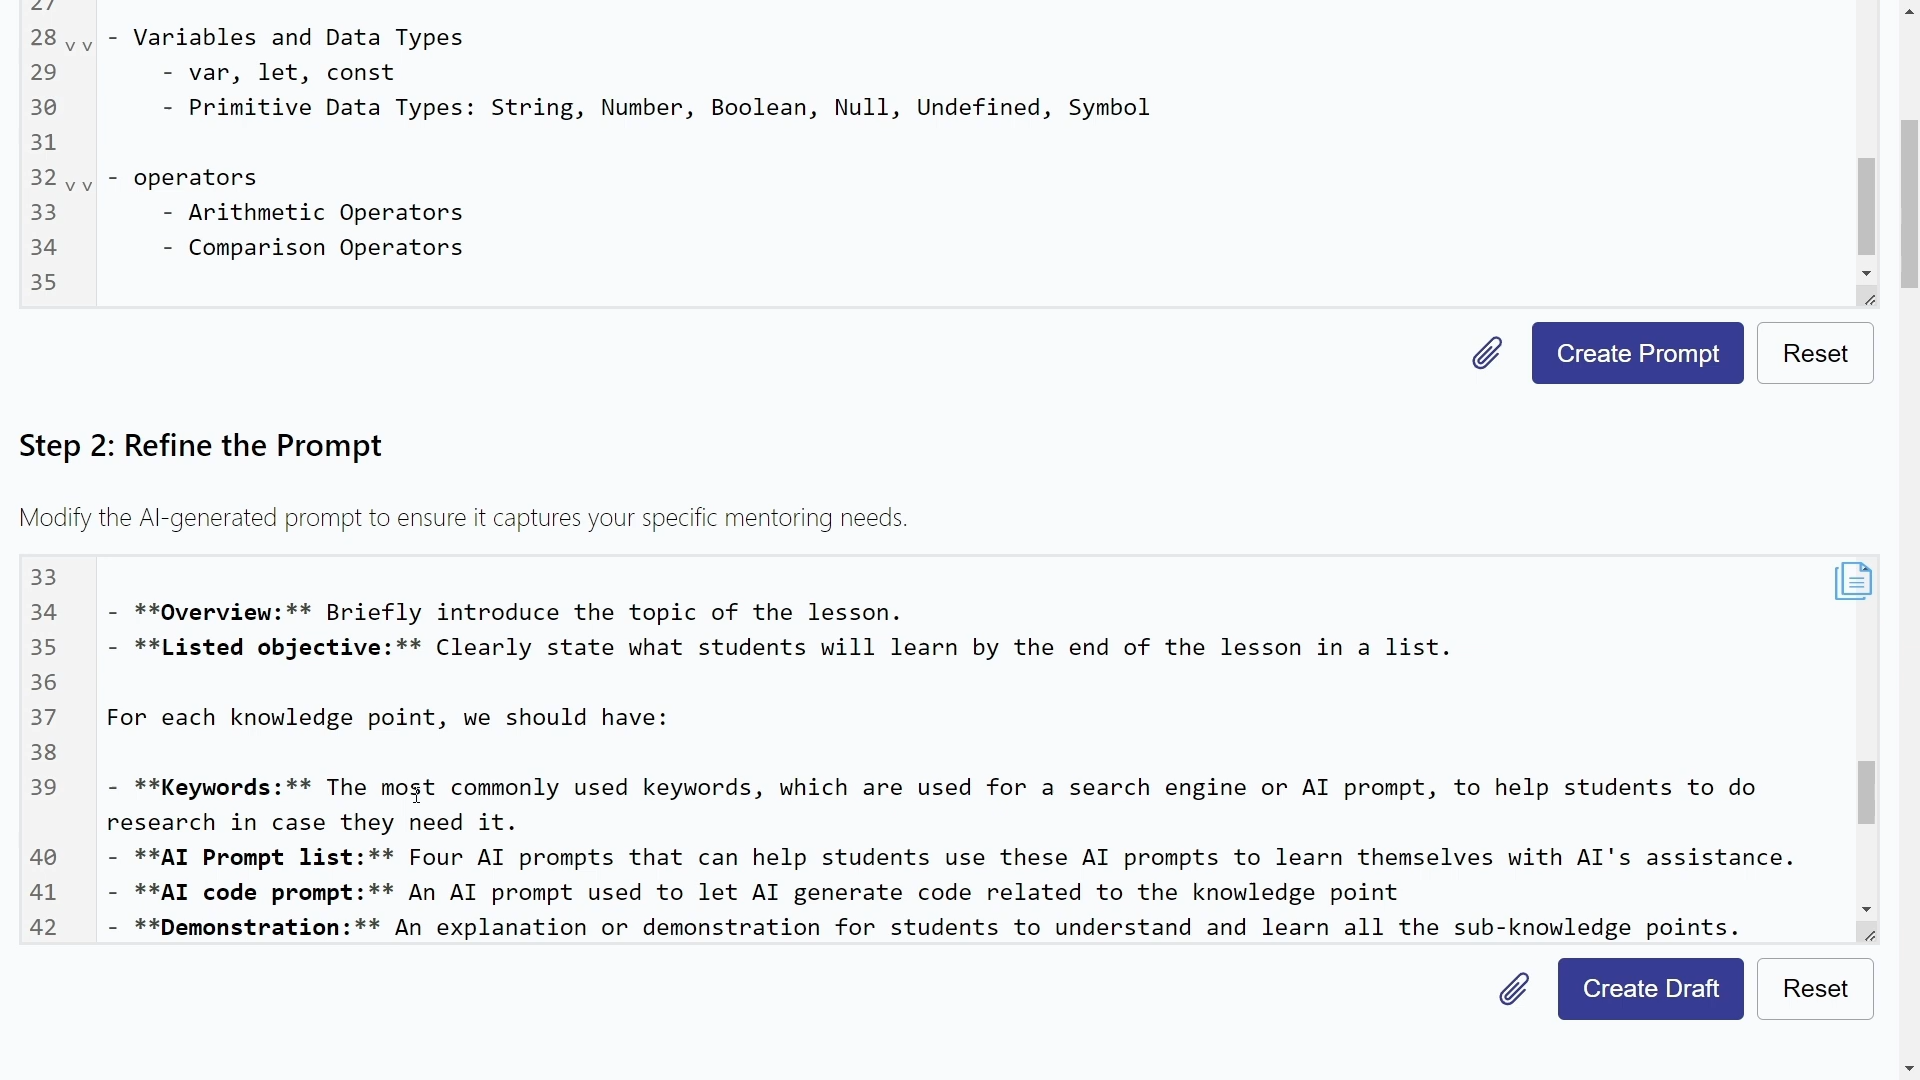 27
28 v v - Variables and Data Types
29 - var, let, const
30 - Primitive Data Types: String, Number, Boolean, Null, Undefined, Symbol
31
32 v v - operators
33 - Arithmetic Operators
34 - Comparison Operators
35
Create Prompt Reset
Step 2: Refine the Prompt
Modify the AI-generated prompt to ensure it captures your specific mentoring needs.
33
34 - **Overview:** Briefly introduce the topic of the lesson.
35 - **Listed objective:** Clearly state what students will learn by the end of the lesson in a list.
36
37 For each knowledge point, we should have:
38
39 - **Keywords:** The most commonly used keywords, which are used for a search engine or AI prompt, to help students to do
research in case they need it.
40 - **AI Prompt list:** Four AI prompts that can help students use these AI prompts to learn themselves with AI's assistance.
41 - **AI code prompt:** An AI prompt used to let AI generate code related to the knowledge point
42 - **Demonstration:** An explanation or demonstration for students to understand and learn all the sub-knowledge points.
Create Draft Reset